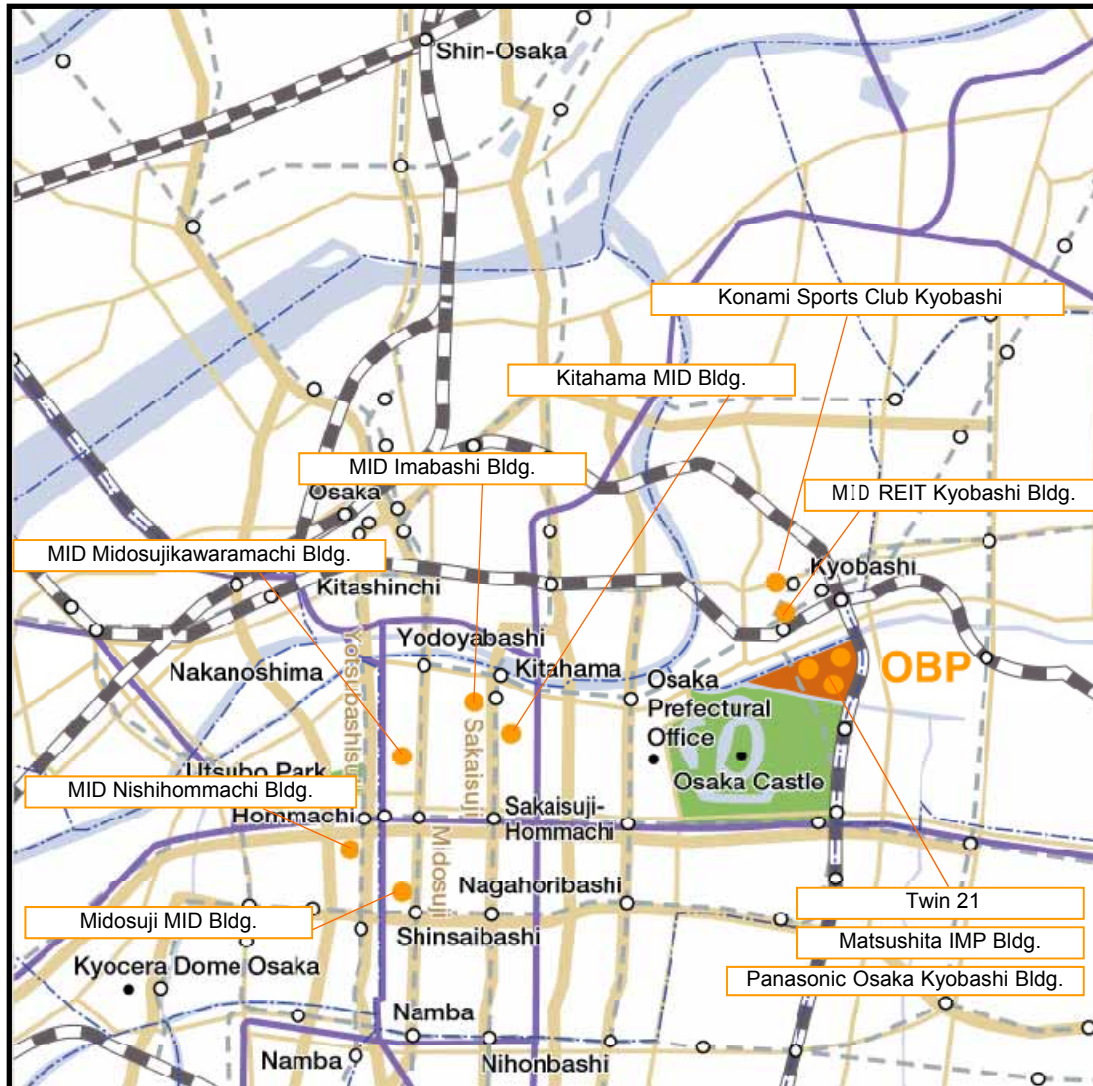 Shin-Osaka
Konami Sports Club Kyobashi
Kitahama MID Bldg.
MID Imabashi Bldg.
MID REIT Kyobashi Bldg.
Osaka
MID Midosujikawaramachi Bldg.
Kyobashi
Kitashinchi
Yotsubashisuji
Yodoyabashi
Nakanoshima
Kitahama
OBP
Osaka
Prefectural
Office
Sakaisuji
Osaka Castle
Utsubo Park
MID Nishihommachi Bldg.
Hommachi
Sakaisuji-
Hommachi
Midosuji
Nagahoribashi
Twin 21
Midosuji MID Bldg.
Shinsaibashi
Matsushita IMP Bldg.
Kyocera Dome Osaka
Panasonic Osaka Kyobashi Bldg.
Namba
Namba
Nihonbashi